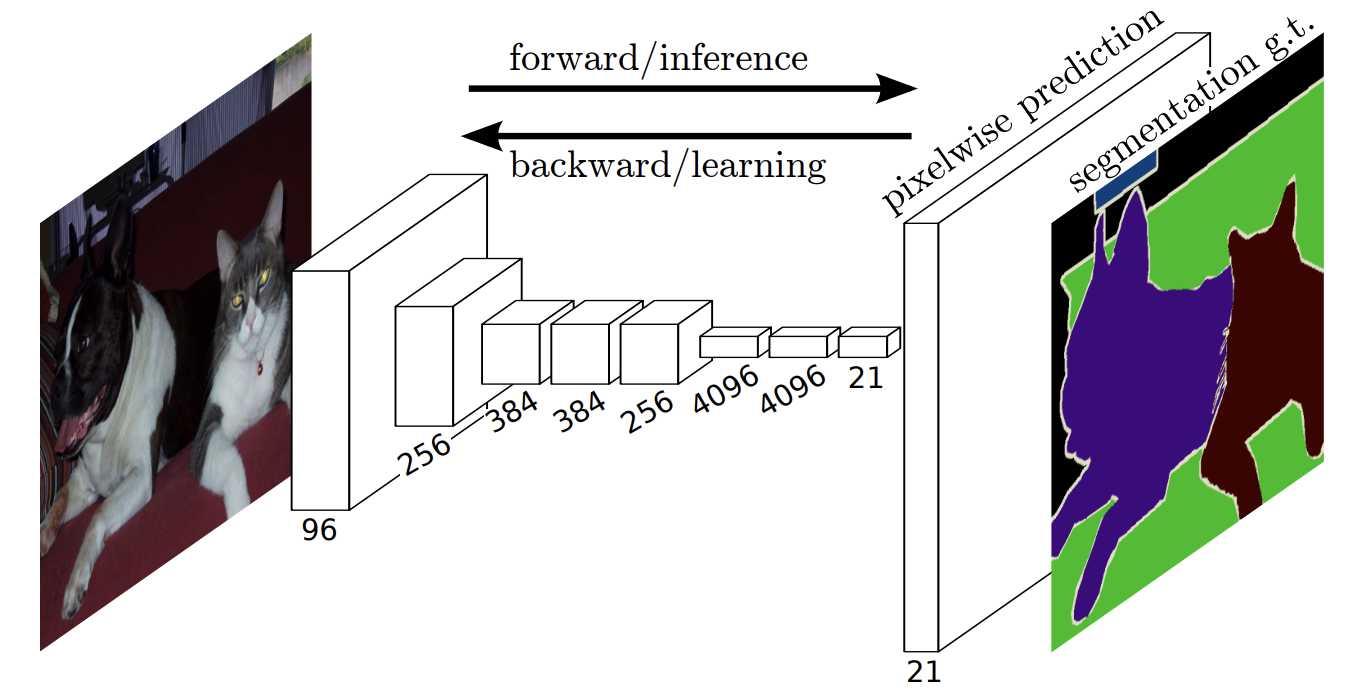 forward/inference
backward/learning
pixelwise prediction
segmentation g.t.
96
256
384
384
256
4096
4096
21
21